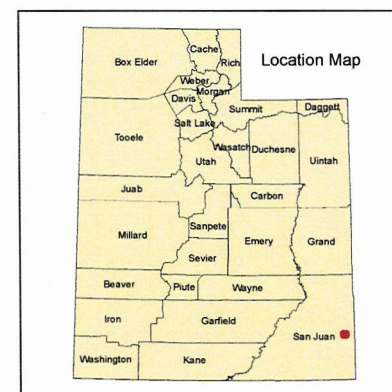 Location Map
Cache
Box Elder
Rich
Weber
Morgan
Davis
Summit
Daggett
Salt Lake
Tooele
Wasatch
Duchesne
Utah
Uintah
Juab
Carbon
Sanpete
Millard
Emery
Grand
Sevier
Beaver
Piute
Wayne
Iron
Garfield
San Juan
Washington
Kane